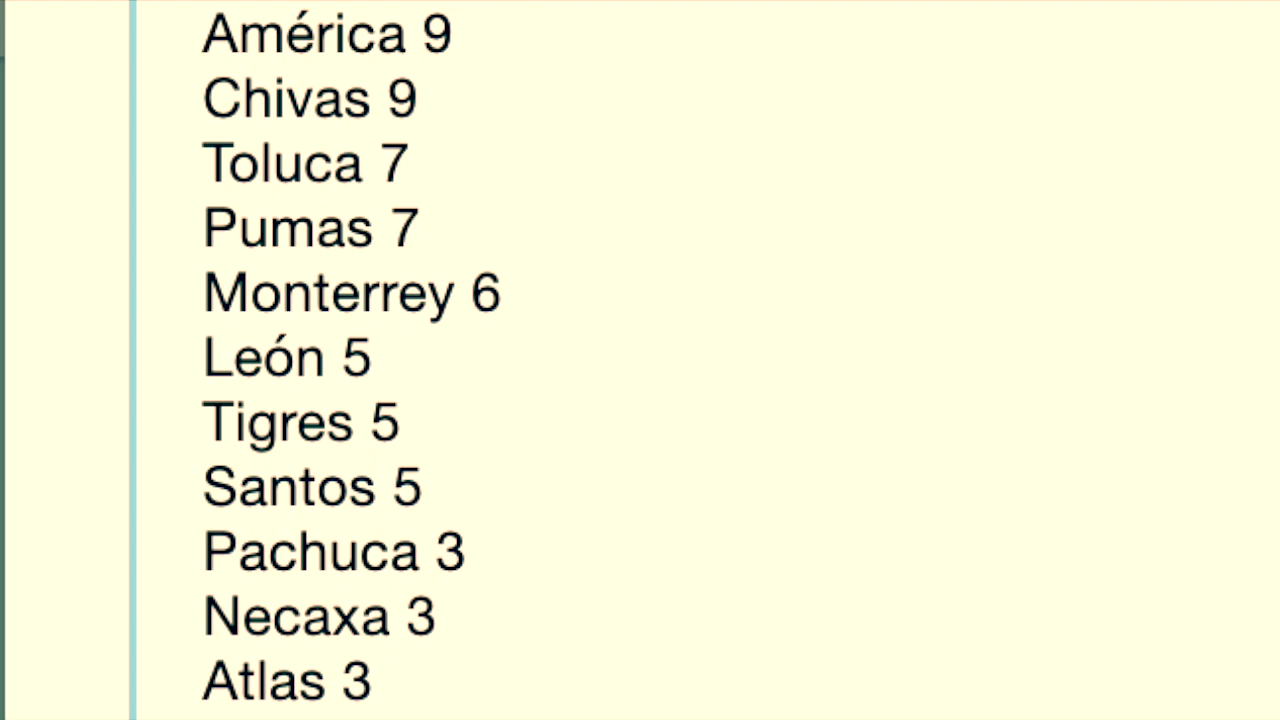 América 9
Chivas 9
Toluca 7
Pumas 7
Monterrey 6
León 5
Tigres 5
Santos 5
Pachuca 3
Necaxa 3
Atlas 3